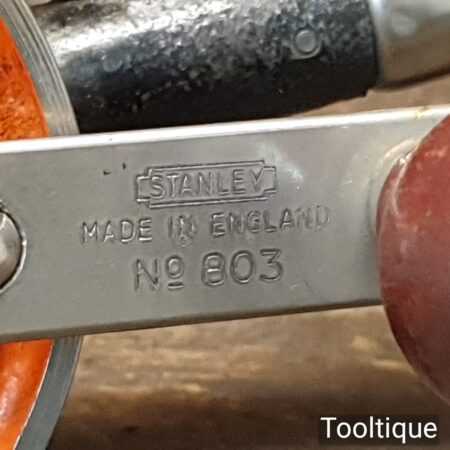 STANLEY
MADE IN ENGLAND
Nº 803
Tooltique